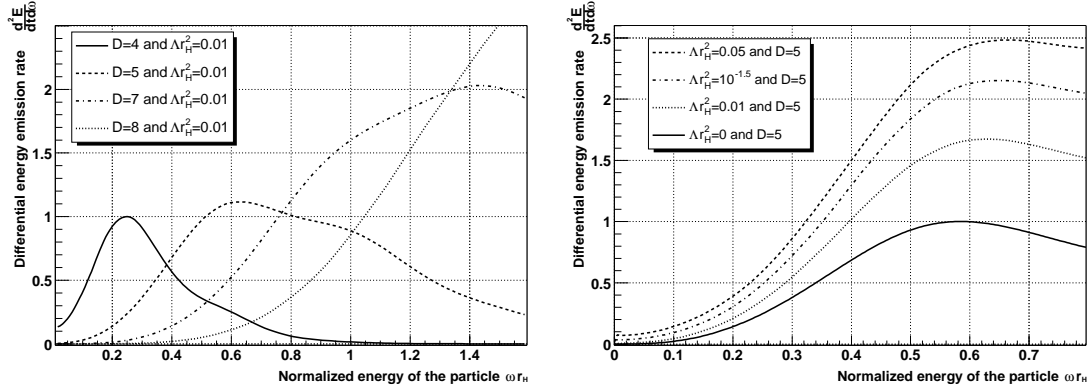 d²E
dtdω
Differential energy emission rate
2.5
2
1.5
1
0.5
0
D=4 and Λr_H²=0.01
D=5 and Λr_H²=0.01
D=7 and Λr_H²=0.01
D=8 and Λr_H²=0.01
0.2 0.4 0.6 0.8 1 1.2 1.4
Normalized energy of the particle ωr_H
d²E
dtdω
Differential energy emission rate
2.5
2
1.5
1
0.5
0
Λr_H²=0.05 and D=5
Λr_H²=10^-1.5 and D=5
Λr_H²=0.01 and D=5
Λr_H²=0 and D=5
0 0.1 0.2 0.3 0.4 0.5 0.6 0.7
Normalized energy of the particle ωr_H